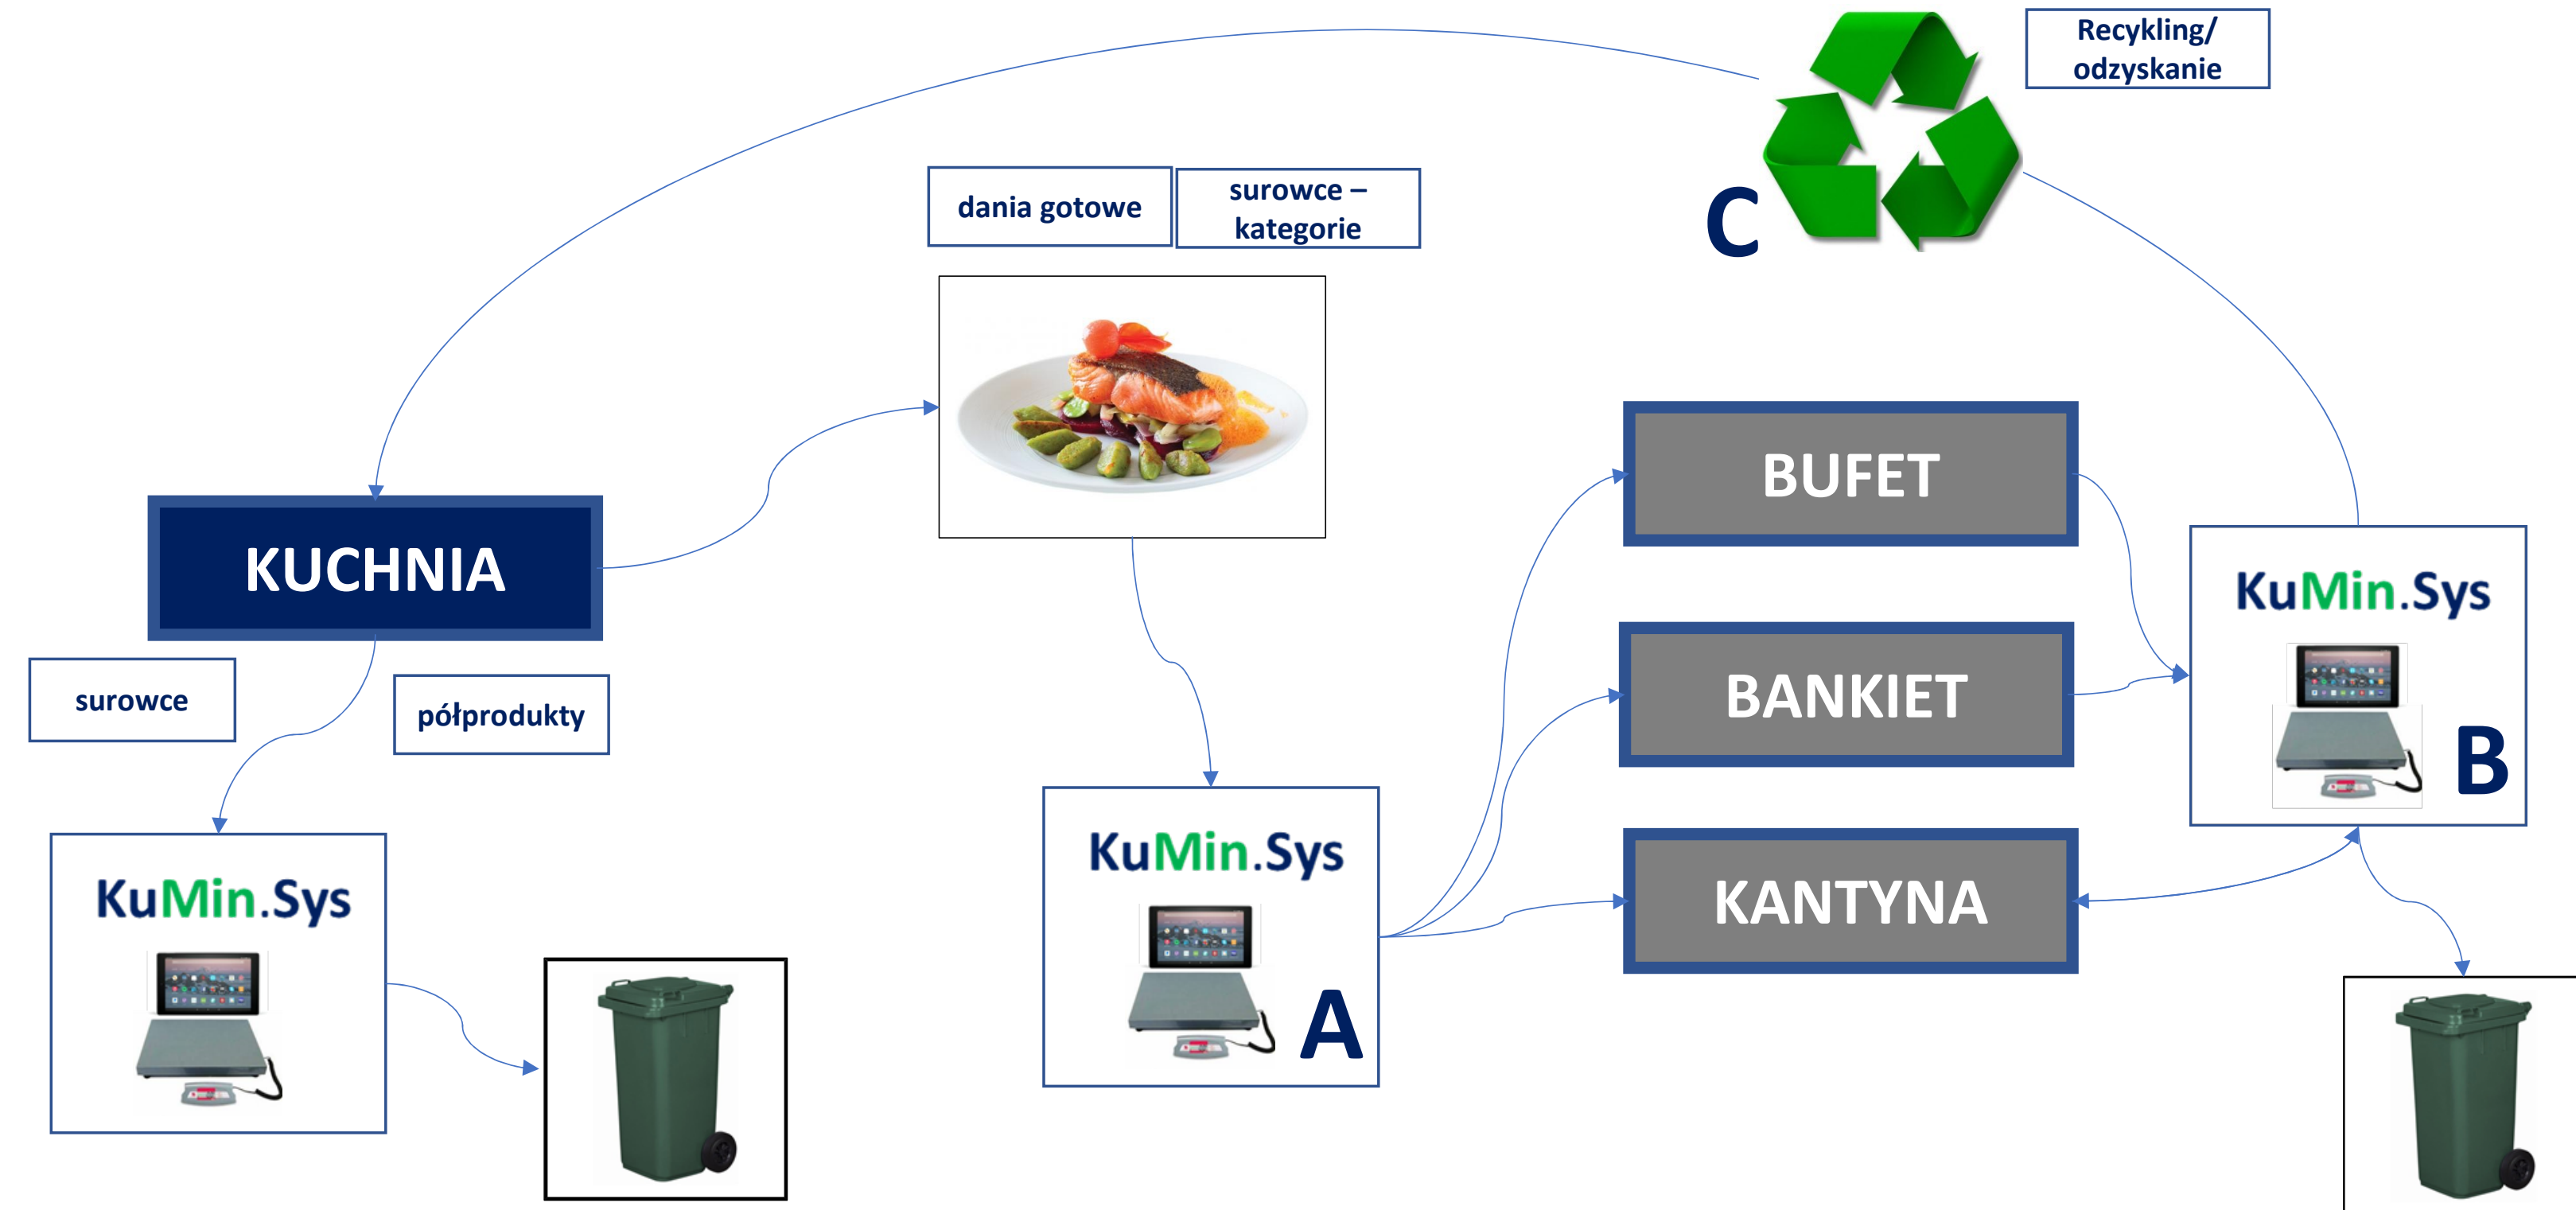 Recykling/
odzyskanie
dania gotowe
surowce –
kategorie
C
BUFET
KUCHNIA
KuMin.Sys
BANKIET
surowce
półprodukty
B
KuMin.Sys
KANTYNA
KuMin.Sys
A